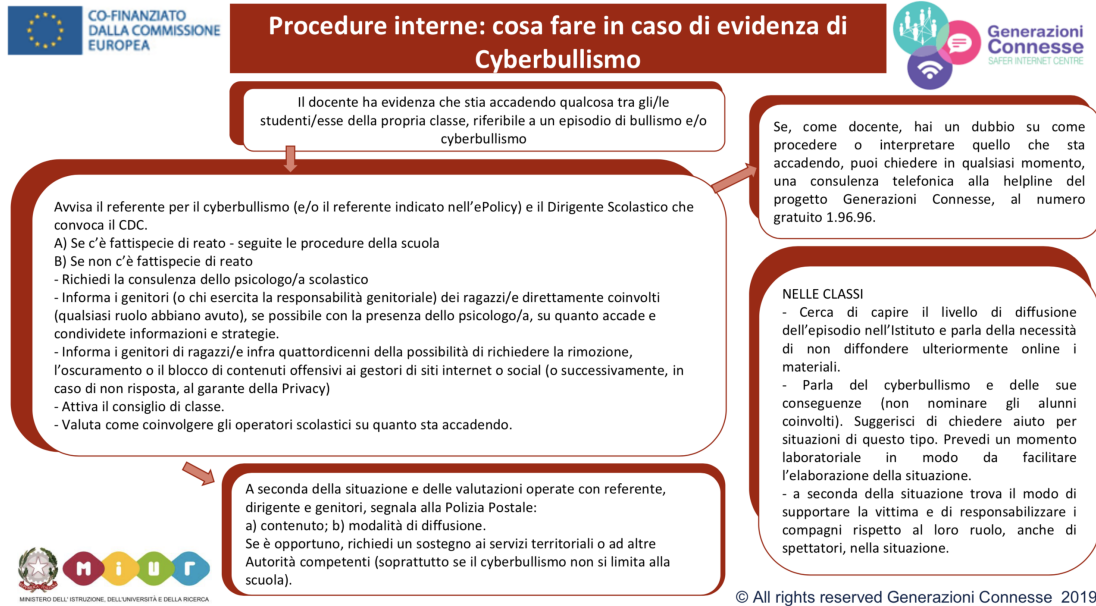 CO-FINANZIATO
DALLA COMMISSIONE
EUROPEA
Procedure interne: cosa fare in caso di evidenza di
Cyberbullismo
Generazioni
Connesse
SAFER INTERNET CENTRE
Il docente ha evidenza che stia accadendo qualcosa tra gli/le
studenti/esse della propria classe, riferibile a un episodio di bullismo e/o
cyberbullismo
Se, come docente, hai un dubbio su come
procedere o interpretare quello che sta
accadendo, puoi chiedere in qualsiasi momento,
una consulenza telefonica alla helpline del
progetto Generazioni Connesse, al numero
gratuito 1.96.96.
Avvisa il referente per il cyberbullismo (e/o il referente indicato nell'ePolicy) e il Dirigente Scolastico che
convoca il CDC.
A) Se c'è fattispecie di reato - seguite le procedure della scuola
B) Se non c'è fattispecie di reato
- Richiedi la consulenza dello psicologo/a scolastico
- Informa i genitori (o chi esercita la responsabilità genitoriale) dei ragazzi/e direttamente coinvolti
(qualsiasi ruolo abbiano avuto), se possibile con la presenza dello psicologo/a, su quanto accade e
condividete informazioni e strategie.
- Informa i genitori di ragazzi/e infra quattordicenni della possibilità di richiedere la rimozione,
l'oscuramento o il blocco di contenuti offensivi ai gestori di siti internet o social (o successivamente, in
caso di non risposta, al garante della Privacy)
- Attiva il consiglio di classe.
- Valuta come coinvolgere gli operatori scolastici su quanto sta accadendo.
NELLE CLASSI
- Cerca di capire il livello di diffusione
dell'episodio nell'Istituto e parla della necessità
di non diffondere ulteriormente online i
materiali.
- Parla del cyberbullismo e delle sue
conseguenze (non nominare gli alunni
coinvolti). Suggerisci di chiedere aiuto per
situazioni di questo tipo. Prevedi un momento
laboratoriale in modo da facilitare
l'elaborazione della situazione.
- a seconda della situazione trova il modo di
supportare la vittima e di responsabilizzare i
compagni rispetto al loro ruolo, anche di
spettatori, nella situazione.
A seconda della situazione e delle valutazioni operate con referente,
dirigente e genitori, segnala alla Polizia Postale:
a) contenuto; b) modalità di diffusione.
Se è opportuno, richiedi un sostegno ai servizi territoriali o ad altre
Autorità competenti (soprattutto se il cyberbullismo non si limita alla
scuola).
miur
MINISTERO DELL' ISTRUZIONE, DELL'UNIVERSITÀ E DELLA RICERCA
© All rights reserved Generazioni Connesse 2019